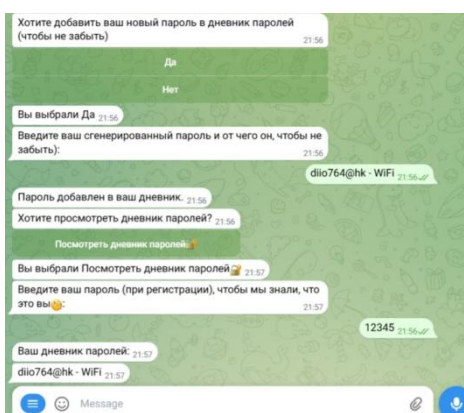 Хотите добавить ваш новый пароль в дневник паролей
(чтобы не забыть)
21:56
Да
Нет
Вы выбрали Да 21:56
Введите ваш сгенерированный пароль и от чего он, чтобы не
забыть):
21:56
diio764@hk - WiFi 21:56
Пароль добавлен в ваш дневник. 21:56
Хотите просмотреть дневник паролей? 21:56
Посмотреть дневник паролей🔐
Вы выбрали Посмотреть дневник паролей🔐 21:57
Введите ваш пароль (при регистрации), чтобы мы знали, что
это вы🧐:
21:57
12345 21:56
Ваш дневник паролей: 21:57
diio764@hk - WiFi 21:57
Message